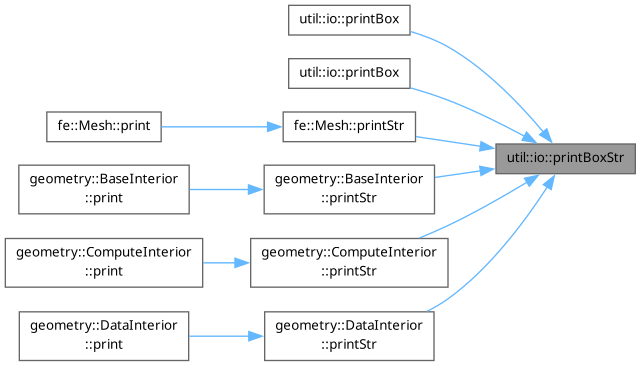 util::io::printBox
util::io::printBox
fe::Mesh::print
fe::Mesh::printStr
util::io::printBoxStr
geometry::BaseInterior
::print
geometry::BaseInterior
::printStr
geometry::ComputeInterior
::print
geometry::ComputeInterior
::printStr
geometry::DataInterior
::print
geometry::DataInterior
::printStr